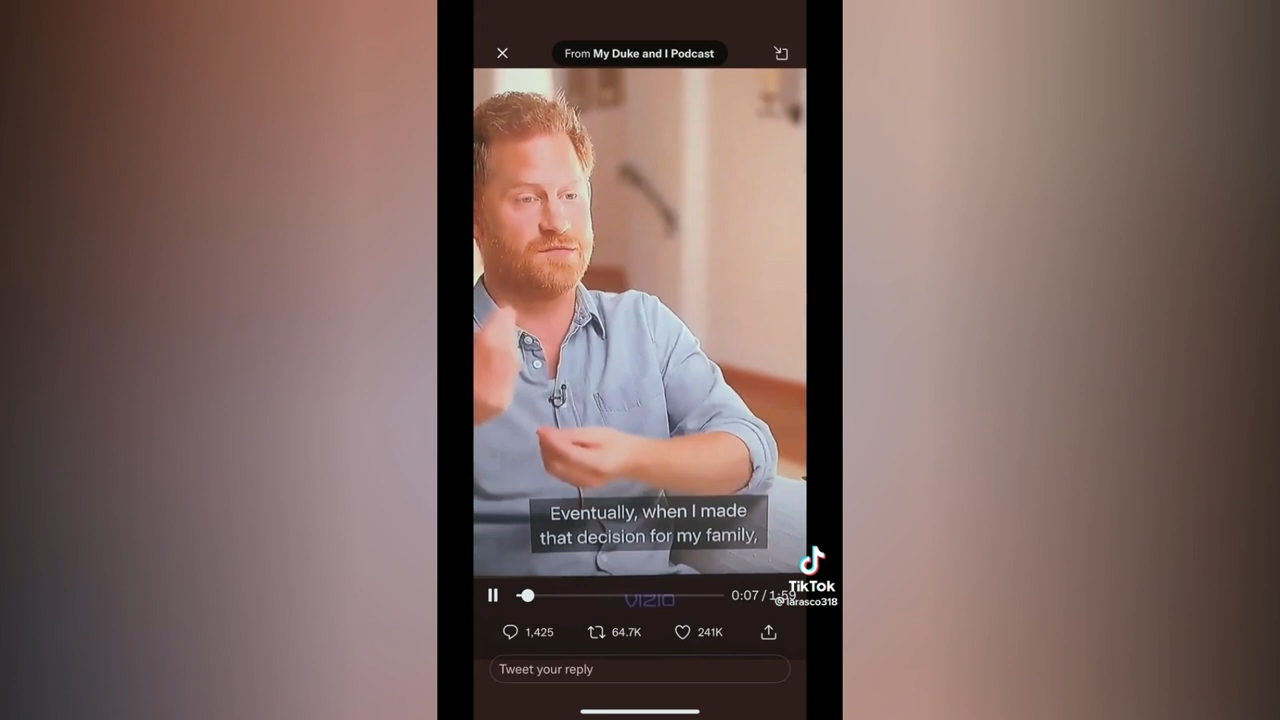 From My Duke and I Podcast
Eventually, when I made
that decision for my family,
0:07 / 1:59
VIZIO
TikTok
@larasco318
1,425
64.7K
241K
Tweet your reply